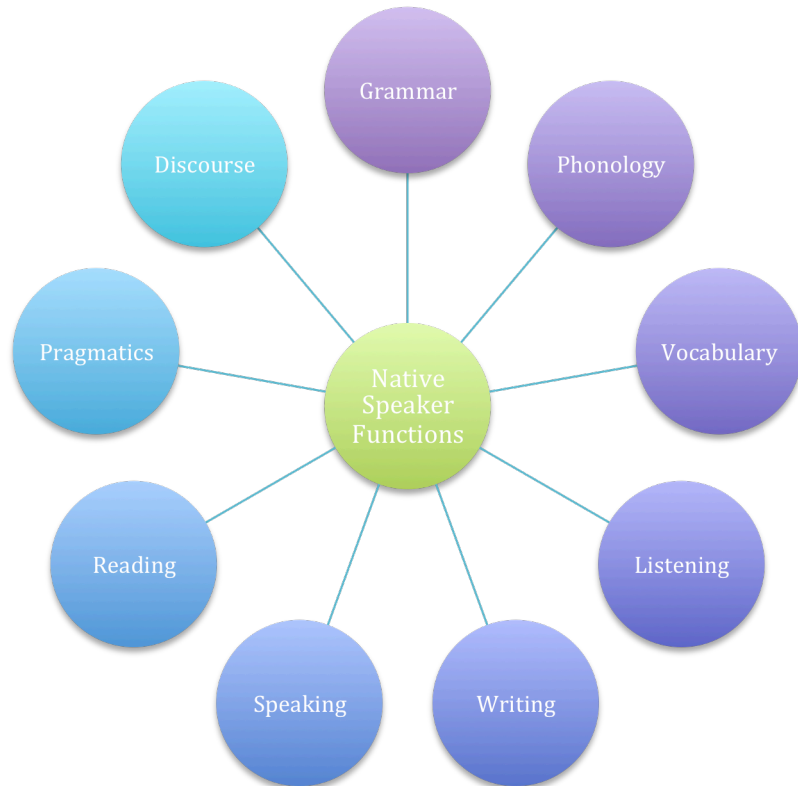 Grammar
Phonology
Vocabulary
Listening
Writing
Speaking
Reading
Pragmatics
Discourse
Native
Speaker
Functions